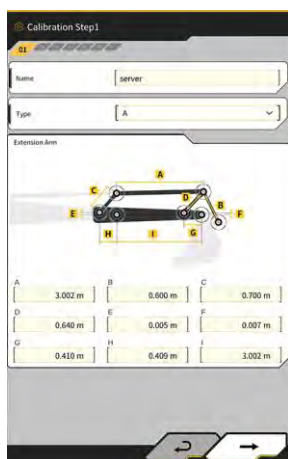 Calibration Step1
01
Name
server
Type
A
Extension Arm
A
C
D
B
E
F
H
I
G
A
3.002 m
B
0.600 m
C
0.700 m
D
0.640 m
E
0.005 m
F
0.007 m
G
0.410 m
H
0.409 m
I
3.002 m